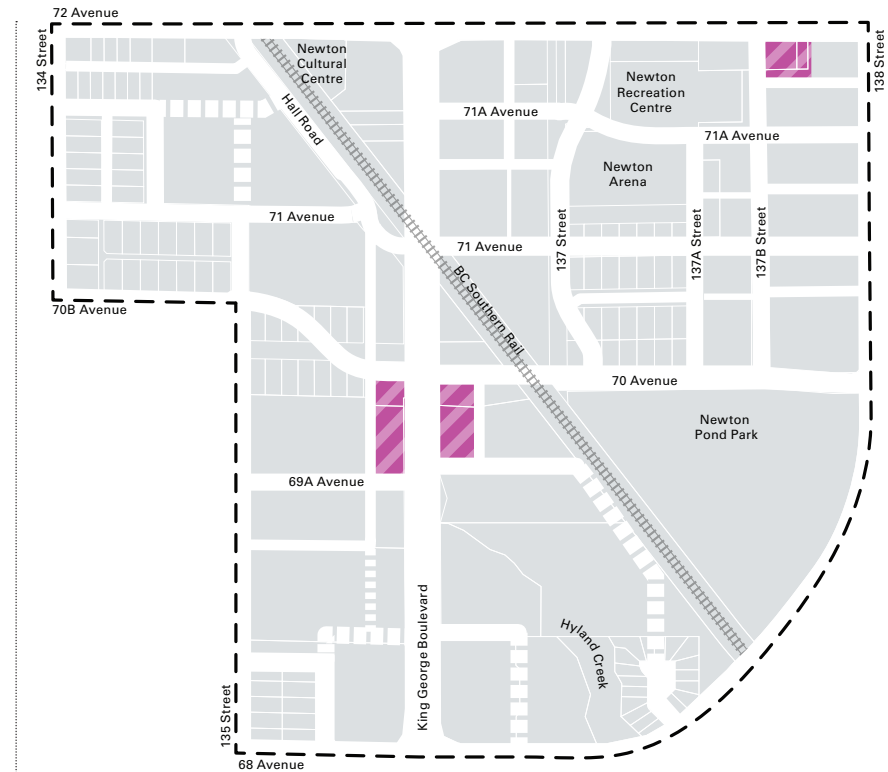 72 Avenue
134 Street
138 Street
Newton
Cultural
Centre
Hall Road
Newton
Recreation
Centre
71A Avenue
71A Avenue
Newton
Arena
71 Avenue
71 Avenue
137 Street
137A Street
137B Street
BC Southern Rail
70B Avenue
70 Avenue
Newton
Pond Park
69A Avenue
King George Boulevard
Hyland Creek
135 Street
68 Avenue